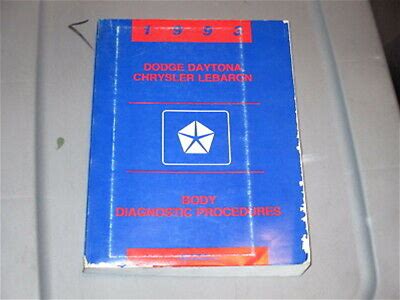 1993
DODGE DAYTONA
CHRYSLER LEBARON
BODY
DIAGNOSTIC PROCEDURES